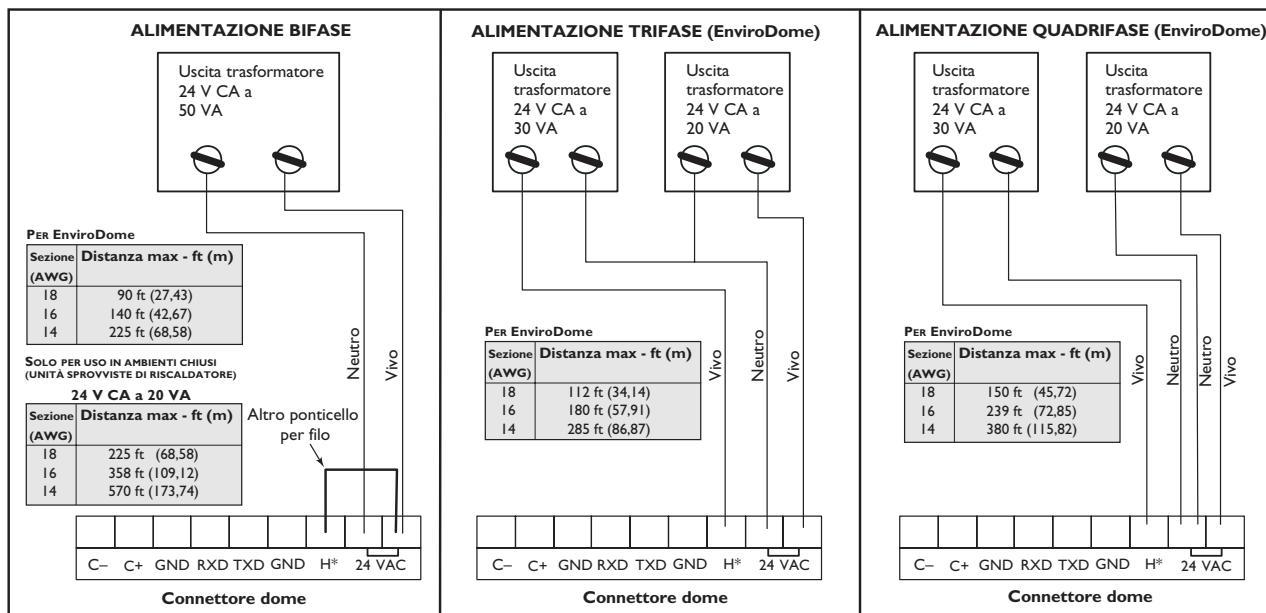 ALIMENTAZIONE BIFASE
Uscita trasformatore
24 V CA a
50 VA
PER EnviroDome
Sezione (AWG) Distanza max - ft (m)
18 90 ft (27,43)
16 140 ft (42,67)
14 225 ft (68,58)
SOLO PER USO IN AMBIENTI CHIUSI
(UNITÀ SPROVVISTE DI RISCALDATORE)
24 V CA a 20 VA
Sezione (AWG) Distanza max - ft (m)
18 225 ft (68,58)
16 358 ft (109,12)
14 570 ft (173,74)
Altro ponticello
per filo
Neutro
Vivo
C– C+ GND RXD TXD GND H* 24 VAC
Connettore dome
ALIMENTAZIONE TRIFASE (EnviroDome)
Uscita
trasformatore
24 V CA a
30 VA
Uscita
trasformatore
24 V CA a
20 VA
PER EnviroDome
Sezione (AWG) Distanza max - ft (m)
18 112 ft (34,14)
16 180 ft (57,91)
14 285 ft (86,87)
Vivo
Neutro
Vivo
C– C+ GND RXD TXD GND H* 24 VAC
Connettore dome
ALIMENTAZIONE QUADRIFASE (EnviroDome)
Uscita
trasformatore
24 V CA a
30 VA
Uscita
trasformatore
24 V CA a
20 VA
PER EnviroDome
Sezione (AWG) Distanza max - ft (m)
18 150 ft (45,72)
16 239 ft (72,85)
14 380 ft (115,82)
Vivo
Neutro
Neutro
Vivo
C– C+ GND RXD TXD GND H* 24 VAC
Connettore dome